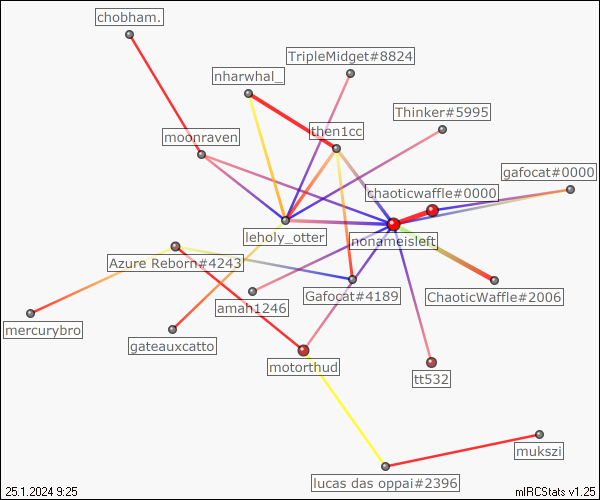 chobham.
TripleMidget#8824
nharwhal_
Thinker#5995
then1cc
moonraven
gafocat#0000
chaoticwaffle#0000
leholy_otter
nonameisleft
Azure Reborn#4243
Gafocat#4189
ChaoticWaffle#2006
amah1246
mercurybro
gateauxcatto
motorthud
tt532
mukszi
lucas das oppai#2396
25.1.2024 9:25
mIRCStats v1.25